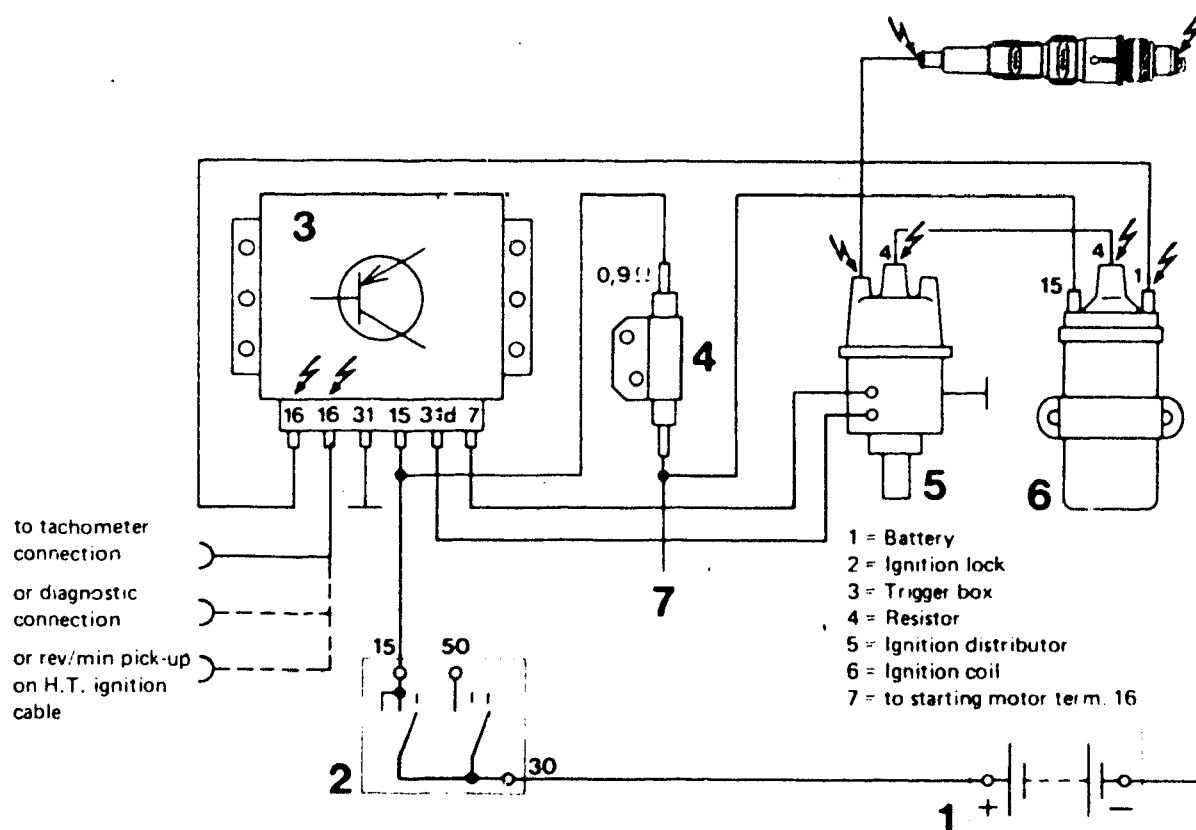 3
0,9Ω
4
4
15
4
1
16 16 31 15 31d 7
5
6
to tachometer
connection
or diagnostic
connection
or rev/min pick-up
on H.T. ignition
cable
7
1 = Battery
2 = Ignition lock
3 = Trigger box
4 = Resistor
5 = Ignition distributor
6 = Ignition coil
7 = to starting motor term. 16
15 50
I I I I
2
30
1
+ −